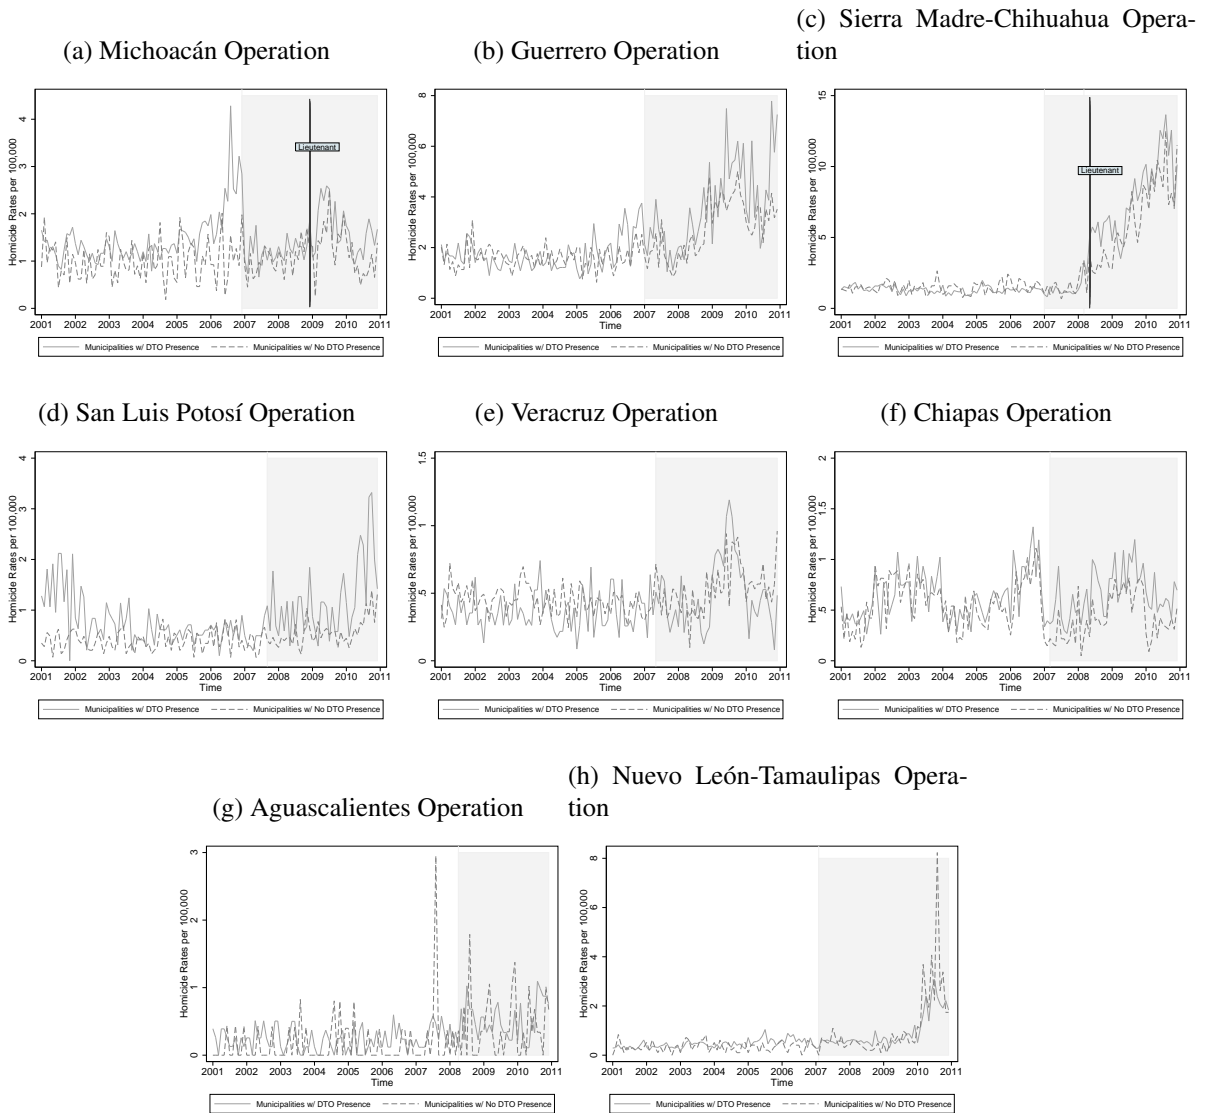 (c) Sierra Madre-Chihuahua Opera-
tion
(a) Michoacán Operation
(b) Guerrero Operation
Homicide Rates per 100,000
0 1 2 3 4
Lieutenant
2001 2002 2003 2004 2005 2006 2007 2008 2009 2010 2011
Municipalities w/ DTO Presence Municipalities w/ No DTO Presence
Homicide Rates per 100,000
0 2 4 6 8
2001 2002 2003 2004 2005 2006 2007 2008 2009 2010 2011
Time
Municipalities w/ DTO Presence Municipalities w/ No DTO Presence
Homicide Rates per 100,000
0 5 10 15
Lieutenant
2001 2002 2003 2004 2005 2006 2007 2008 2009 2010 2011
Municipalities w/ DTO Presence Municipalities w/ No DTO Presence
(d) San Luis Potosí Operation
(e) Veracruz Operation
(f) Chiapas Operation
Homicide Rates per 100,000
0 1 2 3 4
2001 2002 2003 2004 2005 2006 2007 2008 2009 2010 2011
Time
Municipalities w/ DTO Presence Municipalities w/ No DTO Presence
Homicide Rates per 100,000
0 .5 1 1.5
2001 2002 2003 2004 2005 2006 2007 2008 2009 2010 2011
Time
Municipalities w/ DTO Presence Municipalities w/ No DTO Presence
Homicide Rates per 100,000
0 .5 1 1.5 2
2001 2002 2003 2004 2005 2006 2007 2008 2009 2010 2011
Time
Municipalities w/ DTO Presence Municipalities w/ No DTO Presence
(g) Aguascalientes Operation
(h) Nuevo León-Tamaulipas Opera-
tion
Homicide Rates per 100,000
0 1 2 3
2001 2002 2003 2004 2005 2006 2007 2008 2009 2010 2011
Time
Municipalities w/ DTO Presence Municipalities w/ No DTO Presence
Homicide Rates per 100,000
0 2 4 6 8
2001 2002 2003 2004 2005 2006 2007 2008 2009 2010 2011
Time
Municipalities w/ DTO Presence Municipalities w/ No DTO Presence